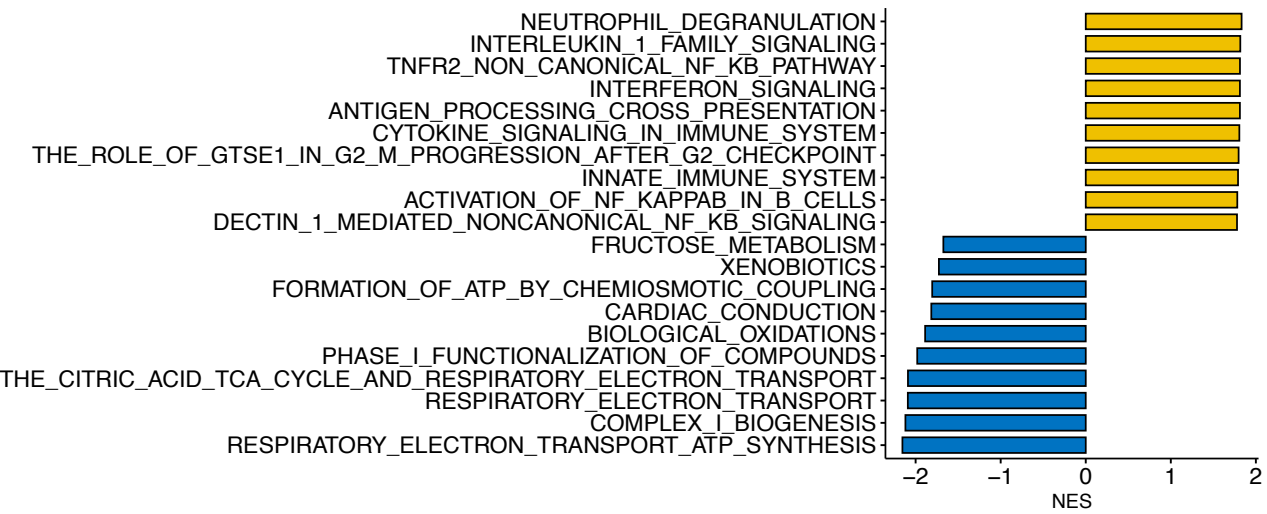 NEUTROPHIL_DEGRANULATION
INTERLEUKIN_1_FAMILY_SIGNALING
TNFR2_NON_CANONICAL_NF_KB_PATHWAY
INTERFERON_SIGNALING
ANTIGEN_PROCESSING_CROSS_PRESENTATION
CYTOKINE_SIGNALING_IN_IMMUNE_SYSTEM
THE_ROLE_OF_GTSE1_IN_G2_M_PROGRESSION_AFTER_G2_CHECKPOINT
INNATE_IMMUNE_SYSTEM
ACTIVATION_OF_NF_KAPPAB_IN_B_CELLS
DECTIN_1_MEDIATED_NONCANONICAL_NF_KB_SIGNALING
FRUCTOSE_METABOLISM
XENOBIOTICS
FORMATION_OF_ATP_BY_CHEMIOSMOTIC_COUPLING
CARDIAC_CONDUCTION
BIOLOGICAL_OXIDATIONS
PHASE_I_FUNCTIONALIZATION_OF_COMPOUNDS
THE_CITRIC_ACID_TCA_CYCLE_AND_RESPIRATORY_ELECTRON_TRANSPORT
RESPIRATORY_ELECTRON_TRANSPORT
COMPLEX_I_BIOGENESIS
RESPIRATORY_ELECTRON_TRANSPORT_ATP_SYNTHESIS
−2 −1 0 1 2
NES